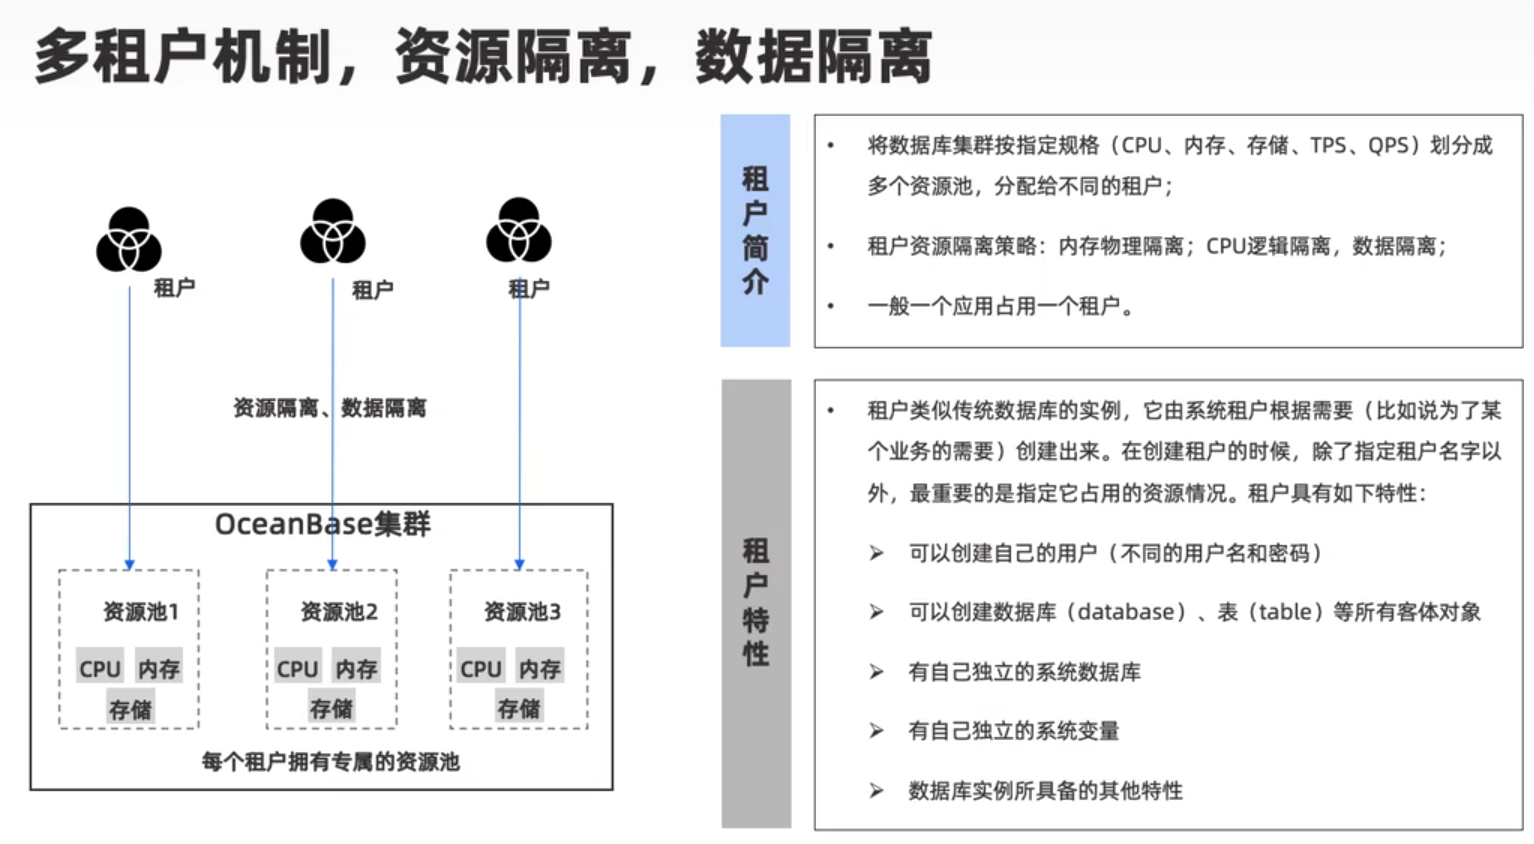 多租户机制，资源隔离，数据隔离
租户
租户
租户
资源隔离、数据隔离
OceanBase集群
资源池1
CPU 内存
存储
资源池2
CPU 内存
存储
资源池3
CPU 内存
存储
每个租户拥有专属的资源池
租户简介
• 将数据库集群按指定规格（CPU、内存、存储、TPS、QPS）划分成
多个资源池，分配给不同的租户；
• 租户资源隔离策略：内存物理隔离；CPU逻辑隔离，数据隔离；
• 一般一个应用占用一个租户。
租户特性
• 租户类似传统数据库的实例，它由系统租户根据需要（比如说为了某
个业务的需要）创建出来。在创建租户的时候，除了指定租户名字以
外，最重要的是指定它占用的资源情况。租户具有如下特性：
➢ 可以创建自己的用户（不同的用户名和密码）
➢ 可以创建数据库（database）、表（table）等所有客体对象
➢ 有自己独立的系统数据库
➢ 有自己独立的系统变量
➢ 数据库实例所具备的其他特性